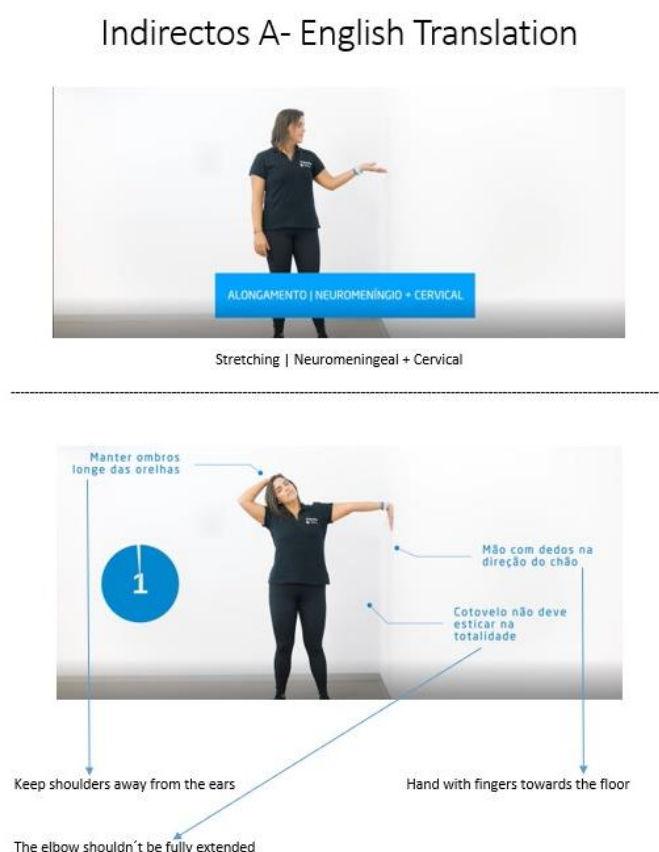 Indirectos A- English Translation
ALONGAMENTO | NEUROMENÍNGIO + CERVICAL
Stretching | Neuromeningeal + Cervical
Manter ombros
longe das orelhas
1
Mão com dedos na
direção do chão
Cotovelo não deve
esticar na
totalidade
Keep shoulders away from the ears
Hand with fingers towards the floor
The elbow shouldn´t be fully extended